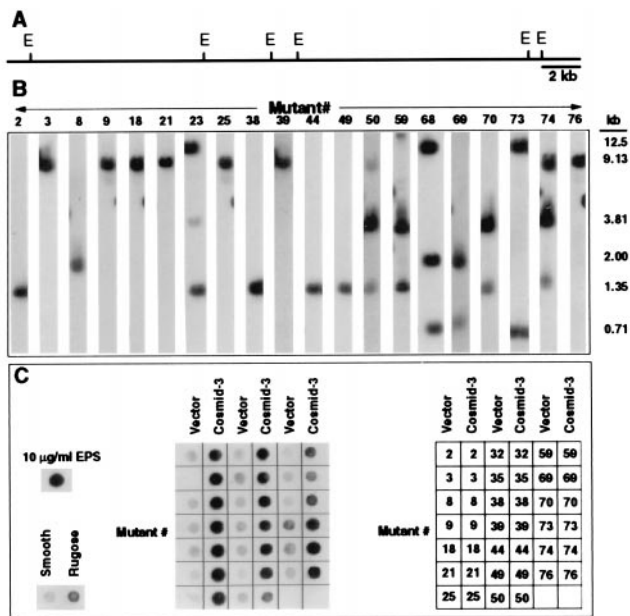 A
E E E E E E
2 kb
B
Mutant#
2 3 8 9 18 21 23 25 38 39 44 49 50 59 68 69 70 73 74 76 kb
12.5
9.13
3.81
2.00
1.35
0.71
C
Vector Cosmid-3 Vector Cosmid-3 Vector Cosmid-3
Vector Cosmid-3 Vector Cosmid-3 Vector Cosmid-3
10 µg/ml EPS
Mutant #
Smooth Rugose
2 2 32 32 59 59
3 3 35 35 69 69
8 8 38 38 70 70
9 9 39 39 73 73
18 18 44 44 74 74
21 21 49 49 76 76
25 25 50 50